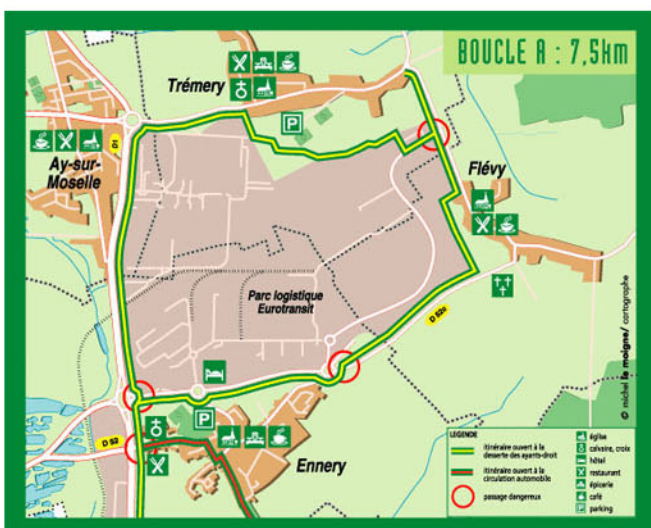 BOUCLE A : 7,5km
Trémery
P
D1
Ay-sur-
Moselle
Flévy
Parc logistique
Eurotransit
D 52c
D 52
P
Ennery
© michel le moigne/ cartographe
LEGENDE
itinéraire ouvert à la
desserte des ayants-droit
itinéraire ouvert à la
circulation automobile
passage dangereux
église
calvaire, croix
hôtel
restaurant
épicerie
café
P parking